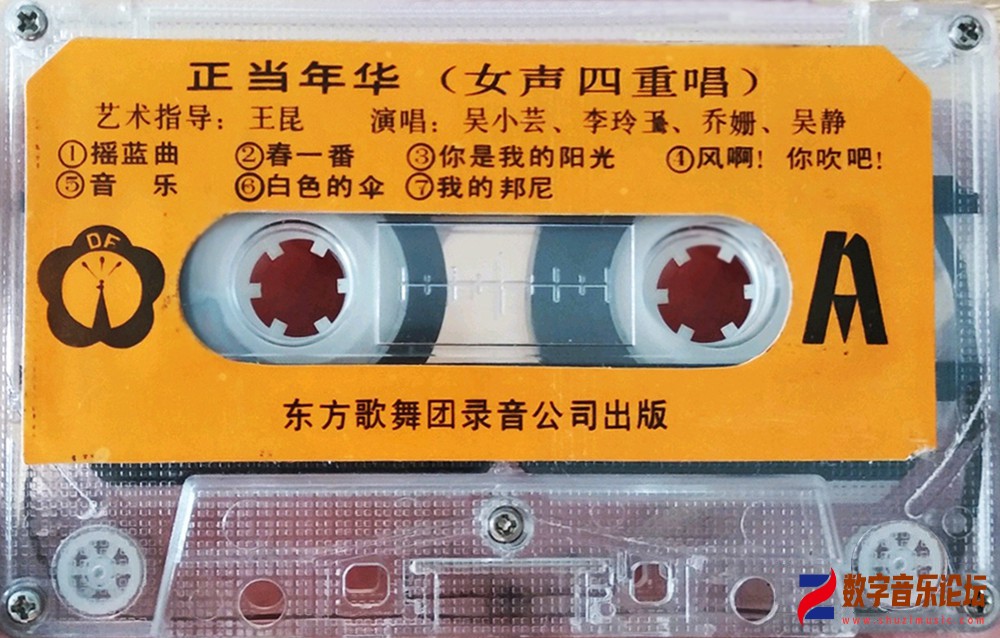 正当年华（女声四重唱）
艺术指导：王昆 演唱：吴小芸、李玲玉、乔姗、吴静
①摇蓝曲 ②春一番 ③你是我的阳光 ④风啊！你吹吧！
⑤音 乐 ⑥白色的伞 ⑦我的邦尼
DF
A
东方歌舞团录音公司出版
数字音乐论坛
www.shuzimusic.com